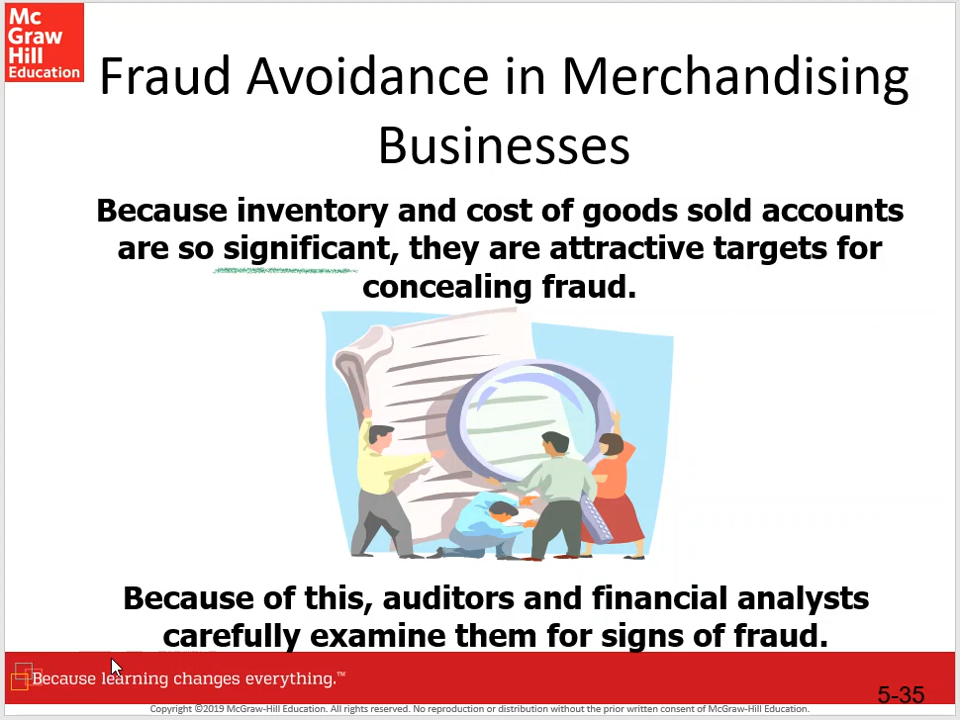 Mc
Graw
Hill
Education
Fraud Avoidance in Merchandising
Businesses
Because inventory and cost of goods sold accounts
are so significant, they are attractive targets for
concealing fraud.
Because of this, auditors and financial analysts
carefully examine them for signs of fraud.
Because learning changes everything.™
5-35
Copyright ©2019 McGraw-Hill Education. All rights reserved. No reproduction or distribution without the prior written consent of McGraw-Hill Education.